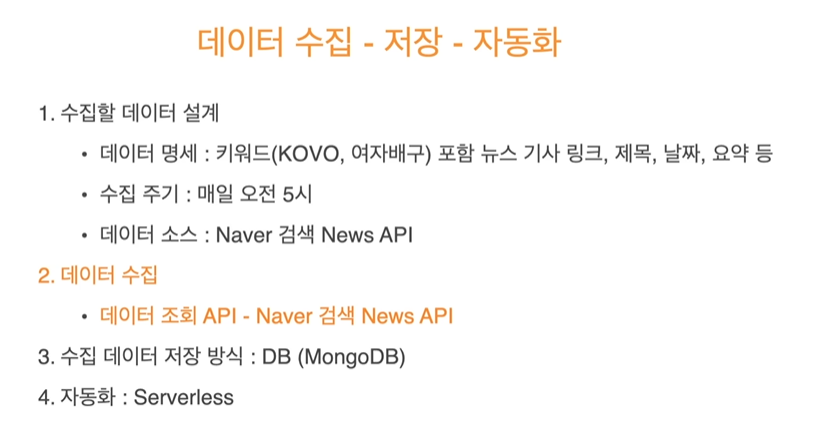 데이터 수집 - 저장 - 자동화
1. 수집할 데이터 설계
• 데이터 명세 : 키워드(KOVO, 여자배구) 포함 뉴스 기사 링크, 제목, 날짜, 요약 등
• 수집 주기 : 매일 오전 5시
• 데이터 소스 : Naver 검색 News API
2. 데이터 수집
• 데이터 조회 API - Naver 검색 News API
3. 수집 데이터 저장 방식 : DB (MongoDB)
4. 자동화 : Serverless